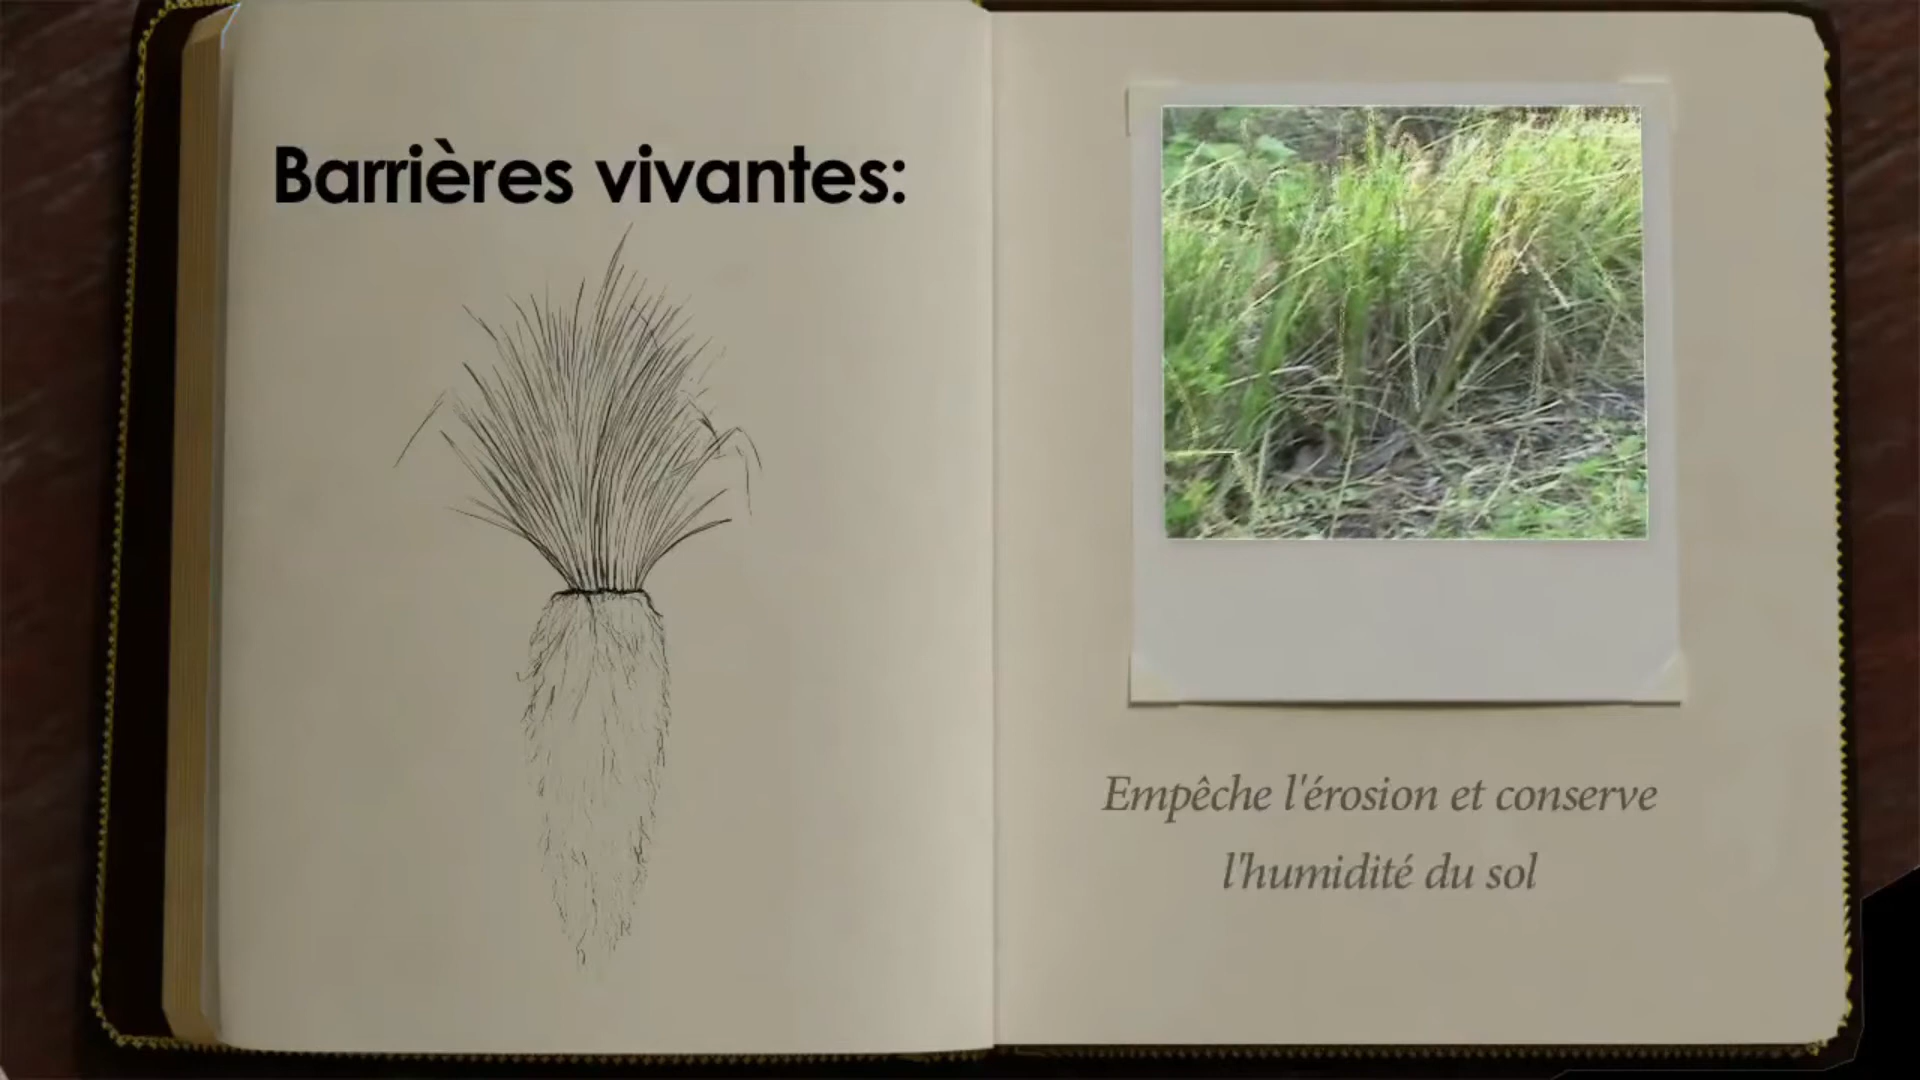 Barrières vivantes:
Empêche l'érosion et conserve
l'humidité du sol